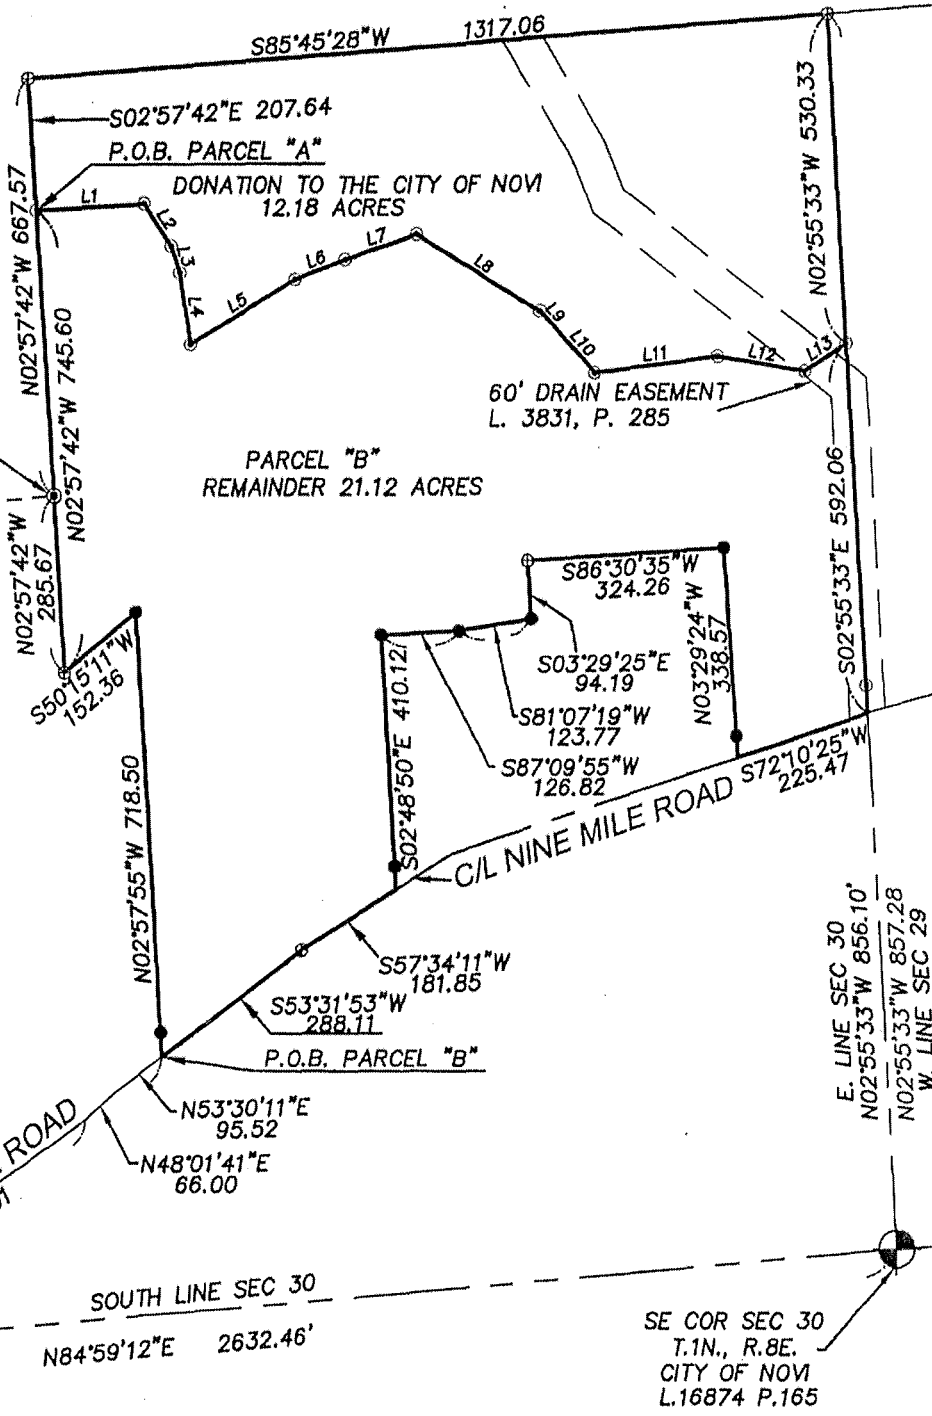 S85°45'28"W 1317.06
S02°57'42"E 207.64
P.O.B. PARCEL "A"
DONATION TO THE CITY OF NOVI
12.18 ACRES
N02°57'42"W 667.57
N02°55'33"W 530.33
L1
L2
L3
L4
L5
L6
L7
L8
L9
L10
L11
L12
L13
N02°57'42"W 745.60
60' DRAIN EASEMENT
L. 3831, P. 285
PARCEL "B"
REMAINDER 21.12 ACRES
S02°55'33"E 592.06
N02°57'42"W
285.67
S86°30'35"W
324.26
N03°29'24"W
338.57
S50°15'11"W
152.36
S03°29'25"E
94.19
S81°07'19"W
123.77
S87°09'55"W
126.82
S02°48'50"E 410.12
S72°10'25"W
225.47
C/L NINE MILE ROAD
N02°57'55"W 718.50
S57°34'11"W
181.85
S53°31'53"W
288.11
P.O.B. PARCEL "B"
E. LINE SEC 30
N02°55'33"W 856.10'
N02°55'33"W 857.28
W. LINE SEC 29
N53°30'11"E
95.52
ROAD
N48°01'41"E
66.00
SOUTH LINE SEC 30
N84°59'12"E 2632.46'
SE COR SEC 30
T.1N., R.8E.
CITY OF NOVI
L.16874 P.165